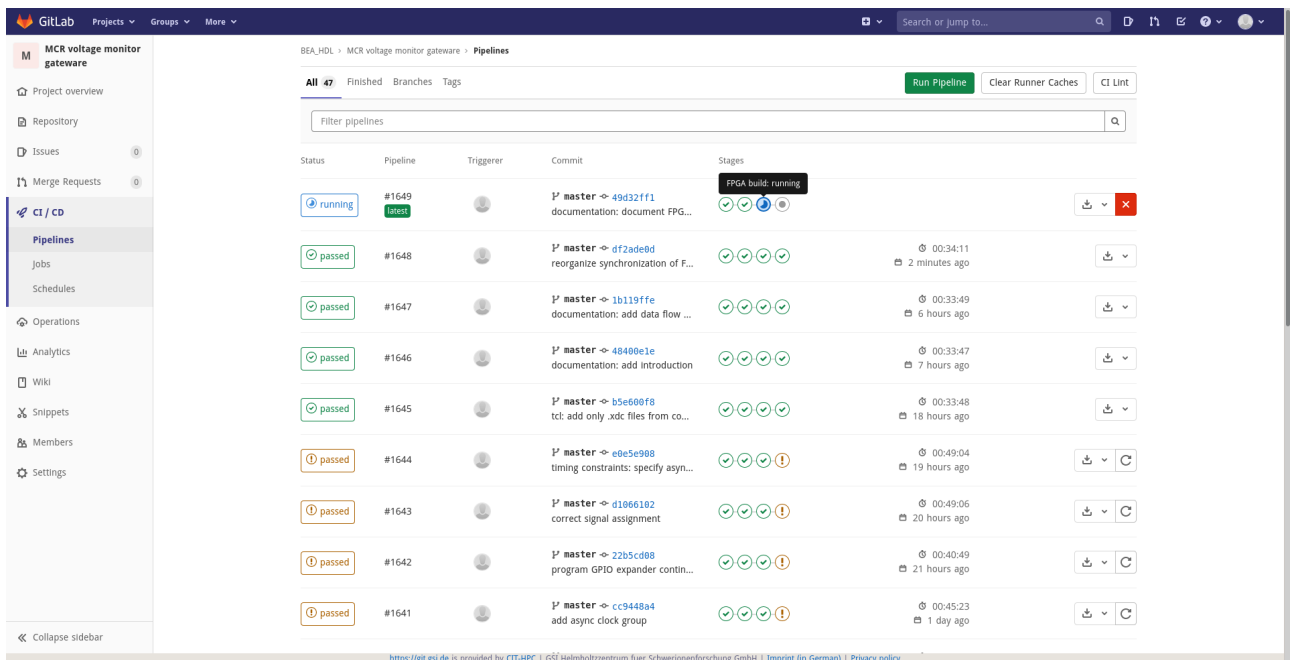 GitLab Projects Groups More Search or jump to...
M MCR voltage monitor
gateware
Project overview
Repository
Issues 0
Merge Requests 0
CI / CD
Pipelines
Jobs
Schedules
Operations
Analytics
Wiki
Snippets
Members
Settings
Collapse sidebar
BEA_HDL > MCR voltage monitor gateware > Pipelines
All 47 Finished Branches Tags Run Pipeline Clear Runner Caches CI Lint
Filter pipelines
Status Pipeline Triggerer Commit Stages
FPGA build: running
running #1649 master 49d32ff1
latest documentation: document FPG...
passed #1648 master df2ade0d 00:34:11
reorganize synchronization of F... 2 minutes ago
passed #1647 master 1b119ffe 00:33:49
documentation: add data flow ... 6 hours ago
passed #1646 master 48400e1e 00:33:47
documentation: add introduction 7 hours ago
passed #1645 master b5e600f8 00:33:48
tcl: add only .xdc files from co... 18 hours ago
passed #1644 master e0e5e908 00:49:04
timing constraints: specify asyn... 19 hours ago
passed #1643 master d1066102 00:49:06
correct signal assignment 20 hours ago
passed #1642 master 22b5cd08 00:40:49
program GPIO expander contin... 21 hours ago
passed #1641 master cc9448a4 00:45:23
add async clock group 1 day ago
https://git.gsi.de is provided by CIT-HPC | GSI Helmholtzzentrum fuer Schwerionenforschung GmbH | Imprint (in German) | Privacy policy